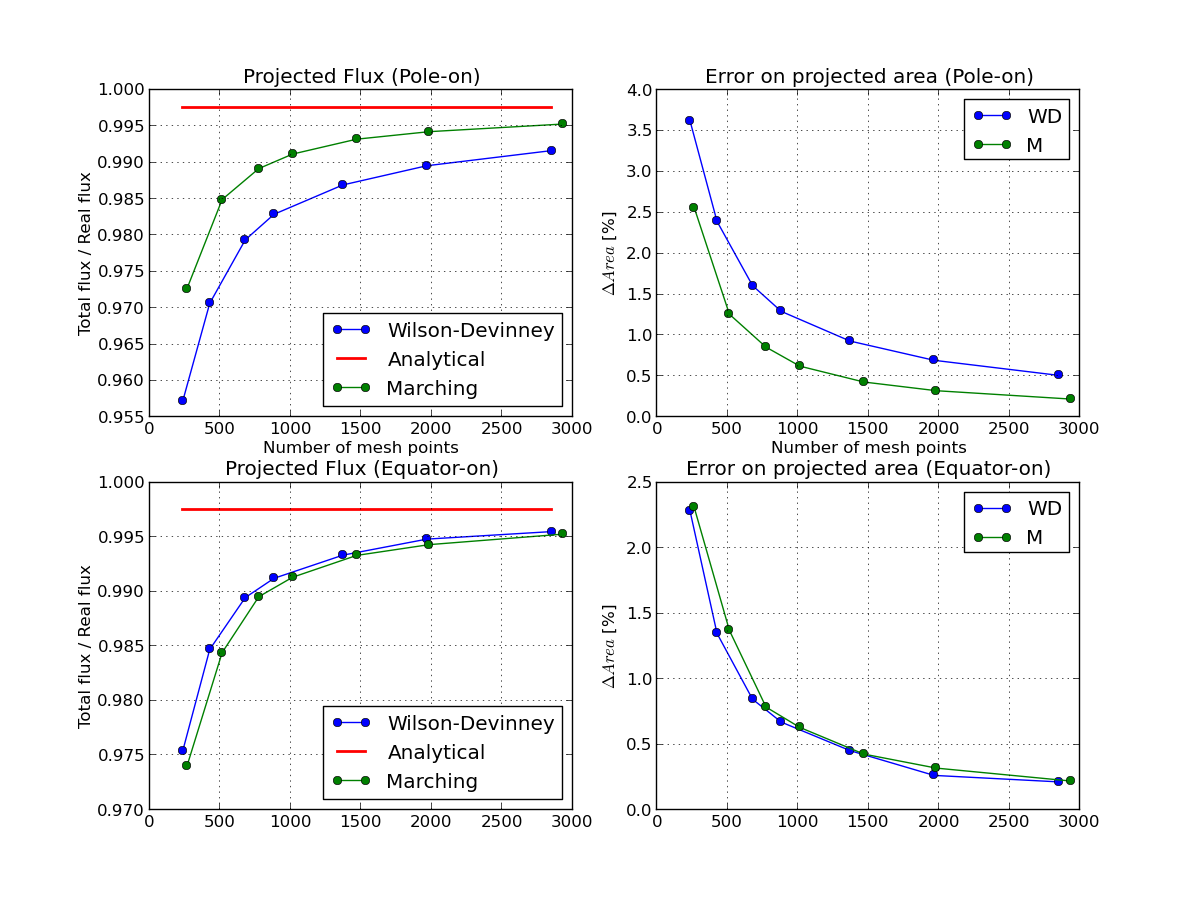 Projected Flux (Pole-on)
1.000
0.995
0.990
0.985
0.980
0.975
0.970
0.965
0.960
0.955
Total flux / Real flux
Wilson-Devinney
Analytical
Marching
0 500 1000 1500 2000 2500 3000
Number of mesh points
Error on projected area (Pole-on)
4.0
3.5
3.0
2.5
2.0
1.5
1.0
0.5
0.0
ΔArea [%]
WD
M
0 500 1000 1500 2000 2500 3000
Number of mesh points
Projected Flux (Equator-on)
1.000
0.995
0.990
0.985
0.980
0.975
0.970
Total flux / Real flux
Wilson-Devinney
Analytical
Marching
0 500 1000 1500 2000 2500 3000
Error on projected area (Equator-on)
2.5
2.0
1.5
1.0
0.5
0.0
ΔArea [%]
WD
M
0 500 1000 1500 2000 2500 3000